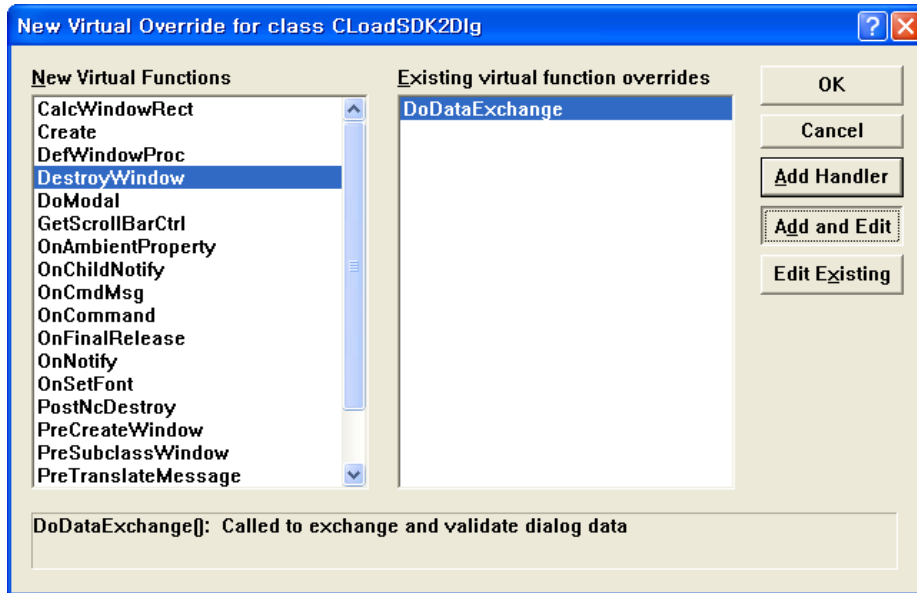 New Virtual Override for class CLoadSDK2Dlg
New Virtual Functions
CalcWindowRect
Create
DefWindowProc
DestroyWindow
DoModal
GetScrollBarCtrl
OnAmbientProperty
OnChildNotify
OnCmdMsg
OnCommand
OnFinalRelease
OnNotify
OnSetFont
PostNcDestroy
PreCreateWindow
PreSubclassWindow
PreTranslateMessage
Existing virtual function overrides
DoDataExchange
OK
Cancel
Add Handler
Add and Edit
Edit Existing
DoDataExchange(): Called to exchange and validate dialog data